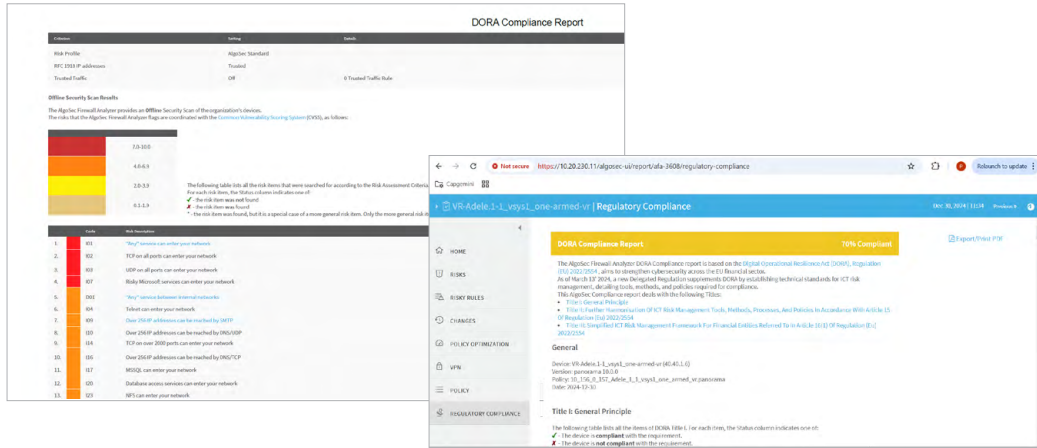 DORA Compliance Report
Criterion Setting Details
Risk Profile AlgoSec Standard
RFC 1918 IP addresses Trusted
Trusted Traffic Off 0 Trusted Traffic Rule
Offline Security Scan Results
The AlgoSec Firewall Analyzer provides an Offline Security Scan of the organization's devices.
The risks that the AlgoSec Firewall Analyzer flags are coordinated with the Common Vulnerability Scoring System (CVSS), as follows:
7.0-10.0
4.0-6.9
2.0-3.9
0.1-1.9
The following table lists all the risk items that were searched for according to the Risk Assessment Criteria.
For each risk item, the Status column indicates one of:
✓ - the risk item was not found
✗ - the risk item was found
* - the risk item was found, but it is a special case of a more general risk item. Only the more general risk it
Code Risk Description
1. I01 "Any" service can enter your network
2. I02 TCP on all ports can enter your network
3. I03 UDP on all ports can enter your network
4. I07 Risky Microsoft services can enter your network
5. D01 "Any" service between internal networks
6. I04 Telnet can enter your network
7. I09 Over 256 IP addresses can be reached by SMTP
8. I10 Over 256 IP addresses can be reached by DNS/UDP
9. I14 TCP on over 2000 ports can enter your network
10. I16 Over 256 IP addresses can be reached by DNS/TCP
11. I17 MSSQL can enter your network
12. I20 Database access services can enter your network
13. I23 NFS can enter your network
Not secure https://10.20.230.11/algosec-ui/report/afa-3608/regulatory-compliance Relaunch to update
Capgemini
VR-Adele.1-1_vsys1_one-armed-vr | Regulatory Compliance Dec 30, 2024 | 11:14
HOME
RISKS
RISKY RULES
CHANGES
POLICY OPTIMIZATION
VPN
POLICY
REGULATORY COMPLIANCE
DORA Compliance Report 70% Compliant
Export/Print PDF
The AlgoSec Firewall Analyzer DORA Compliance report is based on the Digital Operational Resilience Act (DORA), Regulation
(EU) 2022/2554 , aims to strengthen cybersecurity across the EU financial sector.
As of March 13' 2024, a new Delegated Regulation supplements DORA by establishing technical standards for ICT risk
management, detailing tools, methods, and policies required for compliance.
This AlgoSec Compliance report deals with the following Titles:
• Title I: General Principle
• Title II: Further Harmonisation Of ICT Risk Management Tools, Methods, Processes, And Policies In Accordance With Article 15
Of Regulation (Eu) 2022/2554
• Title III: Simplified ICT Risk Management Framework For Financial Entities Referred To In Article 16(1) Of Regulation (Eu)
2022/2554
General
Device: VR-Adele.1-1_vsys1_one-armed-vr (40.40.1.6)
Version: panorama 10.0.0
Policy: 10_106_0_157_Adele_1_1_vsys1_one_armed_vr.panorama
Date: 2024-12-30
Title I: General Principle
The following table lists all the items of DORA Title I. For each item, the Status column indicates one of:
✓ - The device is compliant with the requirement.
✗ - The device is not compliant with the requirement.